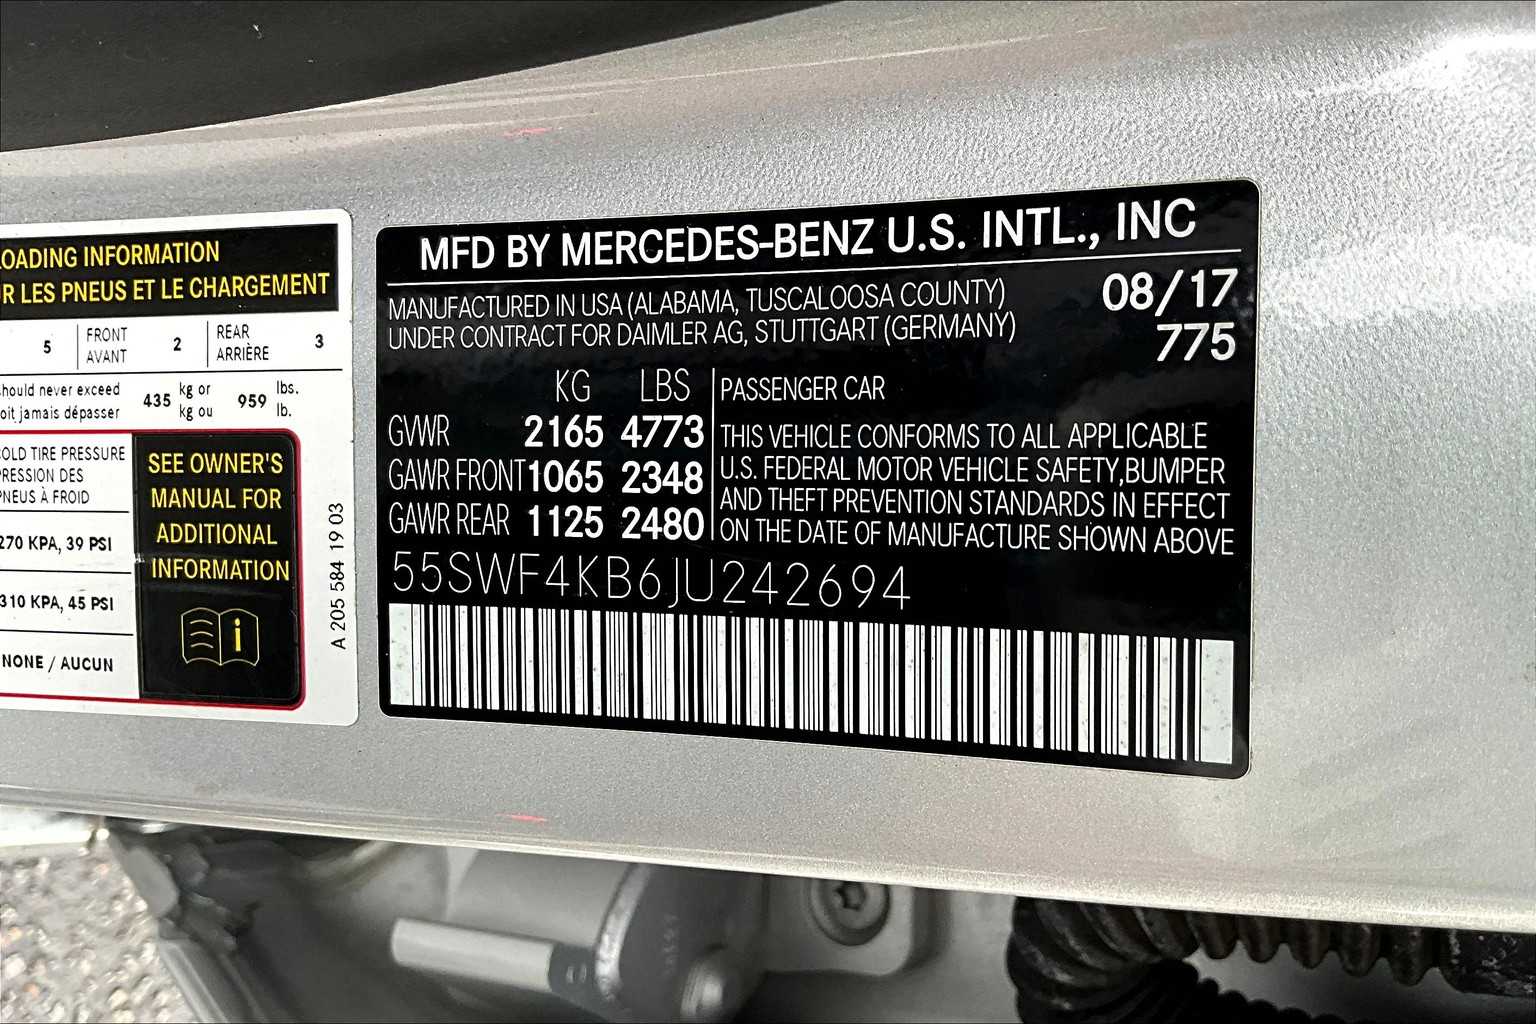 LOADING INFORMATION
LES PNEUS ET LE CHARGEMENT
5 FRONT AVANT 2 REAR ARRIÈRE 3
should never exceed 435 kg or 959 lbs.
doit jamais dépasser kg ou lb.
COLD TIRE PRESSURE
PRESSION DES
PNEUS À FROID
270 KPA, 39 PSI
310 KPA, 45 PSI
NONE / AUCUN
SEE OWNER'S
MANUAL FOR
ADDITIONAL
INFORMATION
i
A 205 584 19 03
MFD BY MERCEDES-BENZ U.S. INTL., INC
MANUFACTURED IN USA (ALABAMA, TUSCALOOSA COUNTY) 08/17
UNDER CONTRACT FOR DAIMLER AG, STUTTGART (GERMANY) 775
KG LBS
GVWR 2165 4773
GAWR FRONT 1065 2348
GAWR REAR 1125 2480
PASSENGER CAR
THIS VEHICLE CONFORMS TO ALL APPLICABLE
U.S. FEDERAL MOTOR VEHICLE SAFETY,BUMPER
AND THEFT PREVENTION STANDARDS IN EFFECT
ON THE DATE OF MANUFACTURE SHOWN ABOVE
55SWF4KB6JU242694